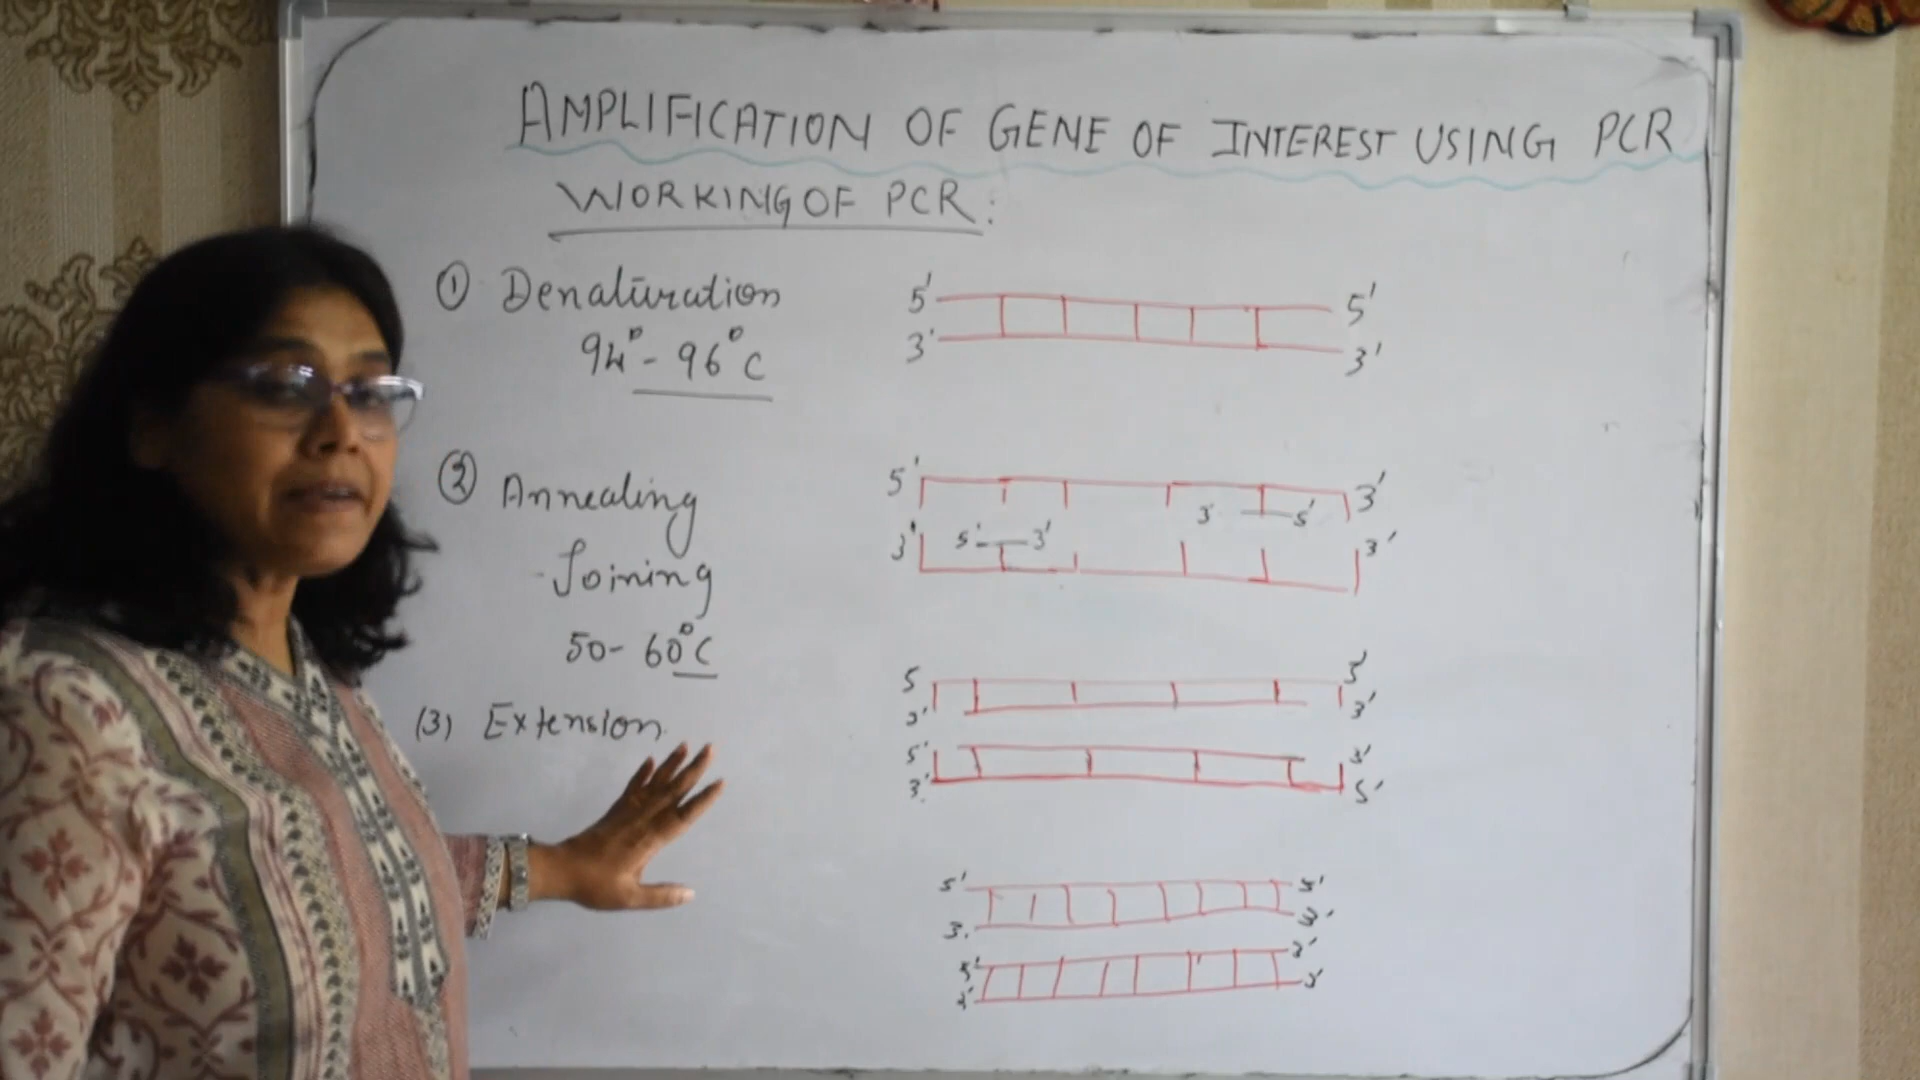 AMPLIFICATION OF GENE OF INTEREST USING PCR
WORKING OF PCR:
① Denaturation
94° - 96°C
5' 5'
3' 3'
② Annealing
Joining
50- 60°C
5' 3'
3' 5'
5' 3'
3' 3'
(3) Extension
5 3'
3' 3'
5' 3'
3' 5'
5' 3'
3. 3'
5' 3'
3' 3'